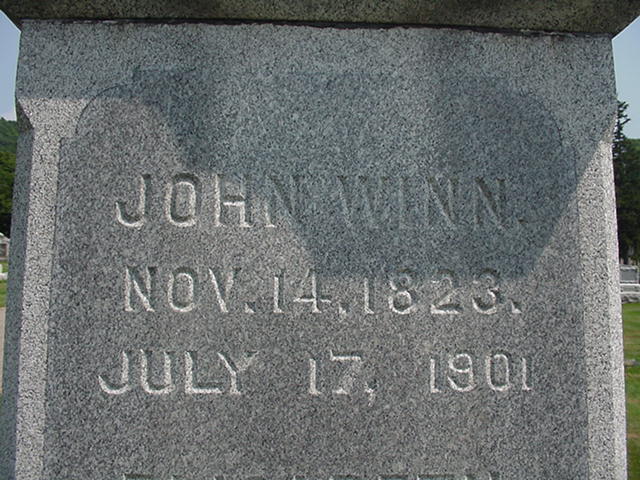 JOHN WINN.
NOV. 14, 1823.
JULY 17, 1901